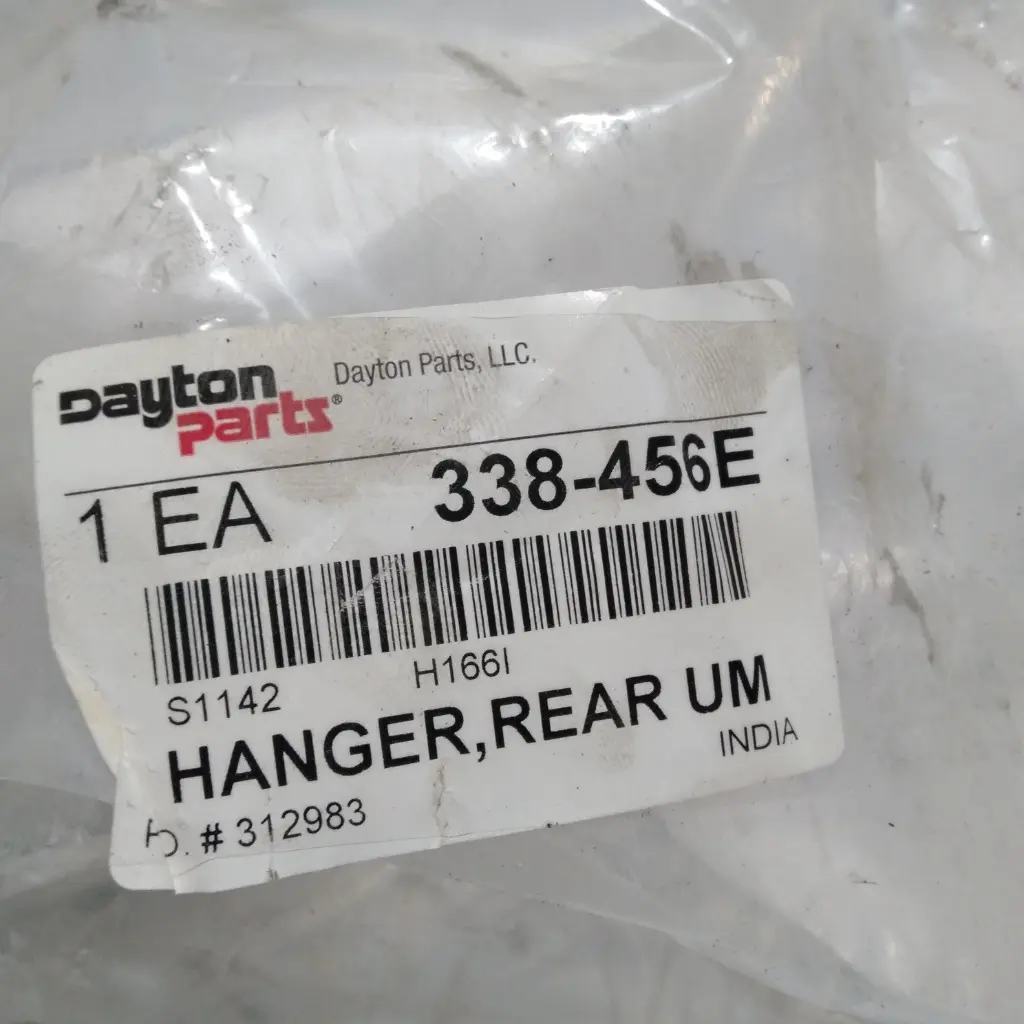 Dayton Parts, LLC.
Dayton
parts®
1 EA 338-456E
S1142 H166I
HANGER,REAR UM
INDIA
# 312983